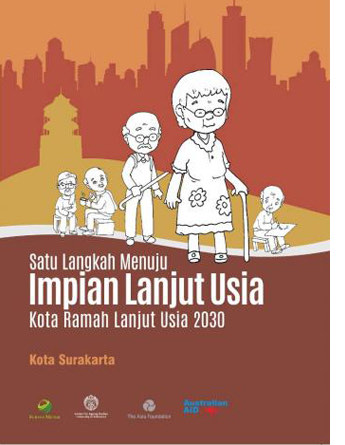 Satu Langkah Menuju
Impian Lanjut Usia
Kota Ramah Lanjut Usia 2030
Kota Surakarta
The Asia Foundation
Australian
AID